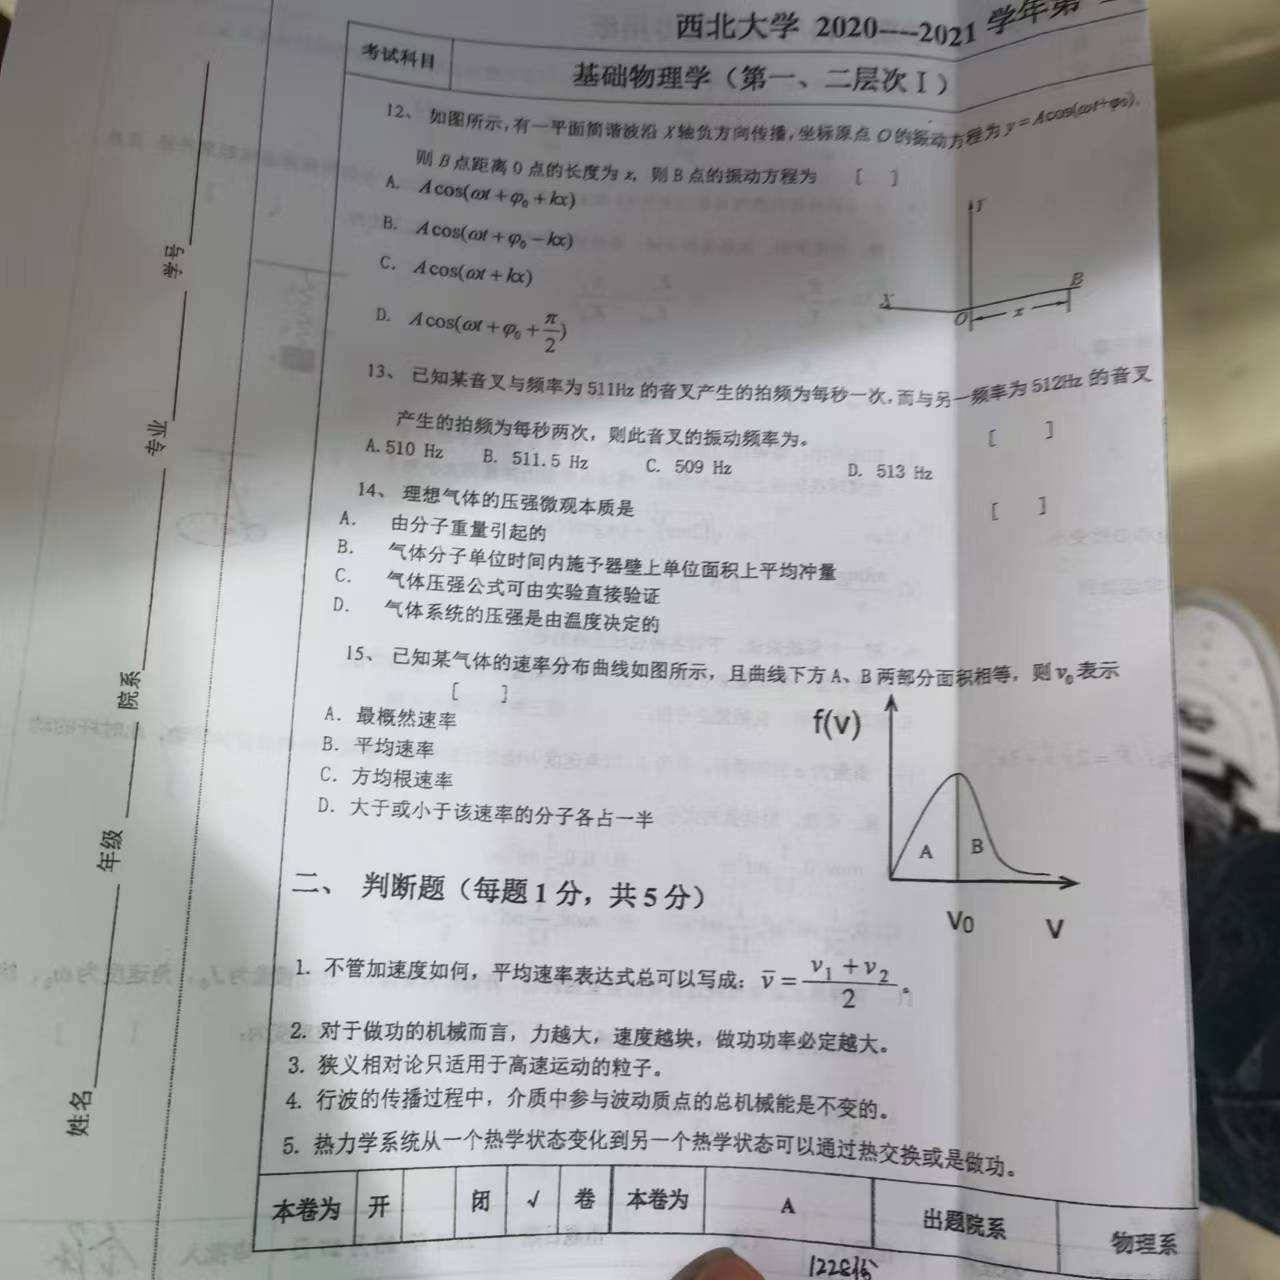 西北大学 2020---2021 学年第
考试科目
基础物理学（第一、二层次Ⅰ）
12、如图所示，有一平面简谐波沿 X 轴负方向传播，坐标原点 O 的振动方程为 y = Acos(ωt+φ₀)，
则 B 点距离 0 点的长度为 x，则 B 点的振动方程为 [ ]
A. Acos(ωt + φ₀ + kx)
B. Acos(ωt + φ₀ − kx)
C. Acos(ωt + kx)
D. Acos(ωt + φ₀ + π/2)
y
X
O
x
B
13、已知某音叉与频率为 511Hz 的音叉产生的拍频为每秒一次，而与另一频率为 512Hz 的音叉
产生的拍频为每秒两次，则此音叉的振动频率为。 [ ]
A. 510 Hz B. 511.5 Hz C. 509 Hz D. 513 Hz
14、理想气体的压强微观本质是 [ ]
A. 由分子重量引起的
B. 气体分子单位时间内施予器壁上单位面积上平均冲量
C. 气体压强公式可由实验直接验证
D. 气体系统的压强是由温度决定的
15、已知某气体的速率分布曲线如图所示，且曲线下方 A、B 两部分面积相等，则 v₀ 表示
[ ]
A. 最概然速率
B. 平均速率
C. 方均根速率
D. 大于或小于该速率的分子各占一半
f(v)
A
B
V₀
V
二、 判断题（每题 1 分，共 5 分）
1. 不管加速度如何，平均速率表达式总可以写成：v̄ = (v₁ + v₂)/2。
2. 对于做功的机械而言，力越大，速度越块，做功功率必定越大。
3. 狭义相对论只适用于高速运动的粒子。
4. 行波的传播过程中，介质中参与波动质点的总机械能是不变的。
5. 热力学系统从一个热学状态变化到另一个热学状态可以通过热交换或是做功。
本卷为 开 闭 √ 卷 本卷为 A 出题院系 物理系
学号
专业
院系
年级
姓名